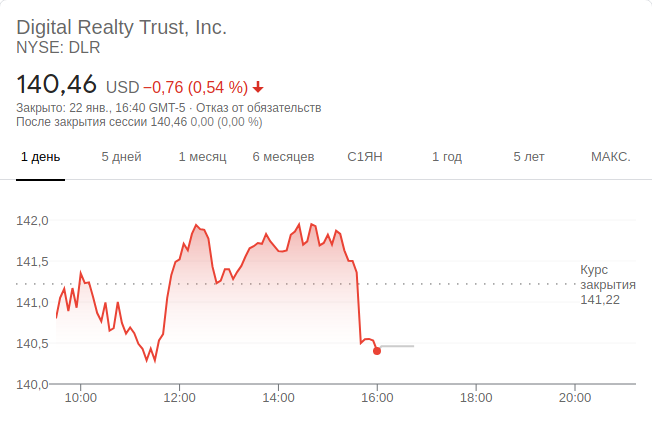 Digital Realty Trust, Inc.
NYSE: DLR
140,46 USD −0,76 (0,54 %)
Закрыто: 22 янв., 16:40 GMT-5 · Отказ от обязательств
После закрытия сессии 140,46 0,00 (0,00 %)
1 день 5 дней 1 месяц 6 месяцев С1ЯН 1 год 5 лет МАКС.
142,0
141,5
Курс
закрытия
141,22
141,0
140,5
140,0
10:00 12:00 14:00 16:00 18:00 20:00